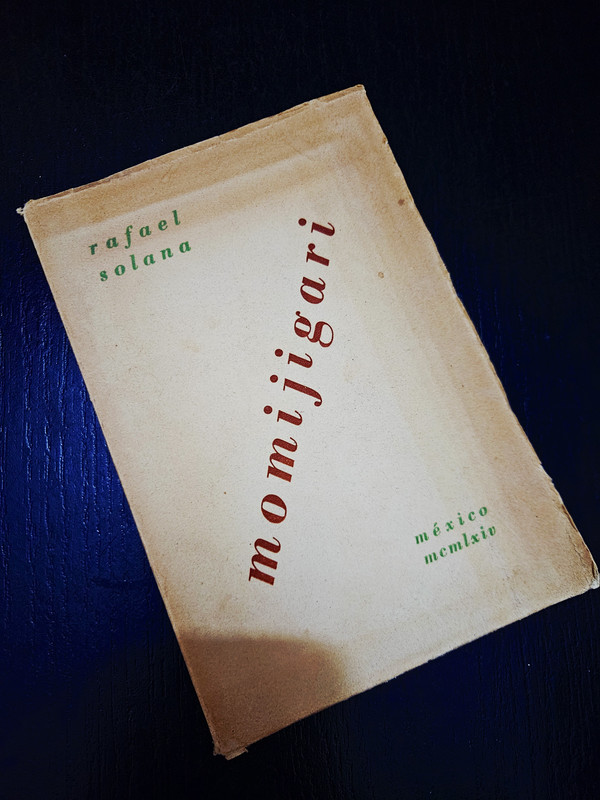 rafael
solana
momijigari
méxico
mcmlxiv